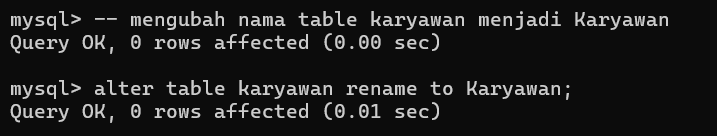 mysql> -- mengubah nama table karyawan menjadi Karyawan
Query OK, 0 rows affected (0.00 sec)
mysql> alter table karyawan rename to Karyawan;
Query OK, 0 rows affected (0.01 sec)